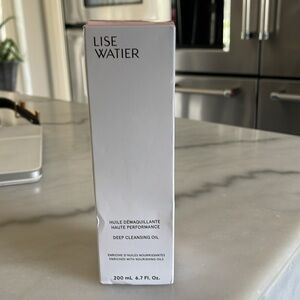 LISE
WATIER
HUILE DÉMAQUILLANTE
HAUTE PERFORMANCE
DEEP CLEANSING OIL
ENRICHIE D'HUILES NOURRISSANTES
ENRICHED WITH NOURISHING OILS
200 mL 6.7 Fl. Oz.